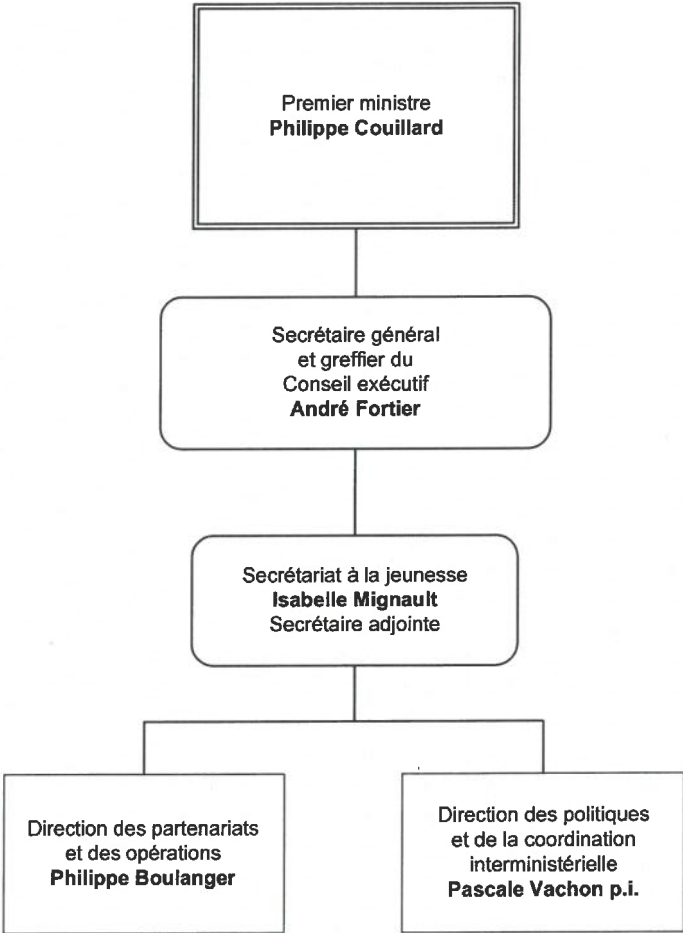 Premier ministre
Philippe Couillard
Secrétaire général
et greffier du
Conseil exécutif
André Fortier
Secrétariat à la jeunesse
Isabelle Mignault
Secrétaire adjointe
Direction des partenariats
et des opérations
Philippe Boulanger
Direction des politiques
et de la coordination
interministérielle
Pascale Vachon p.i.